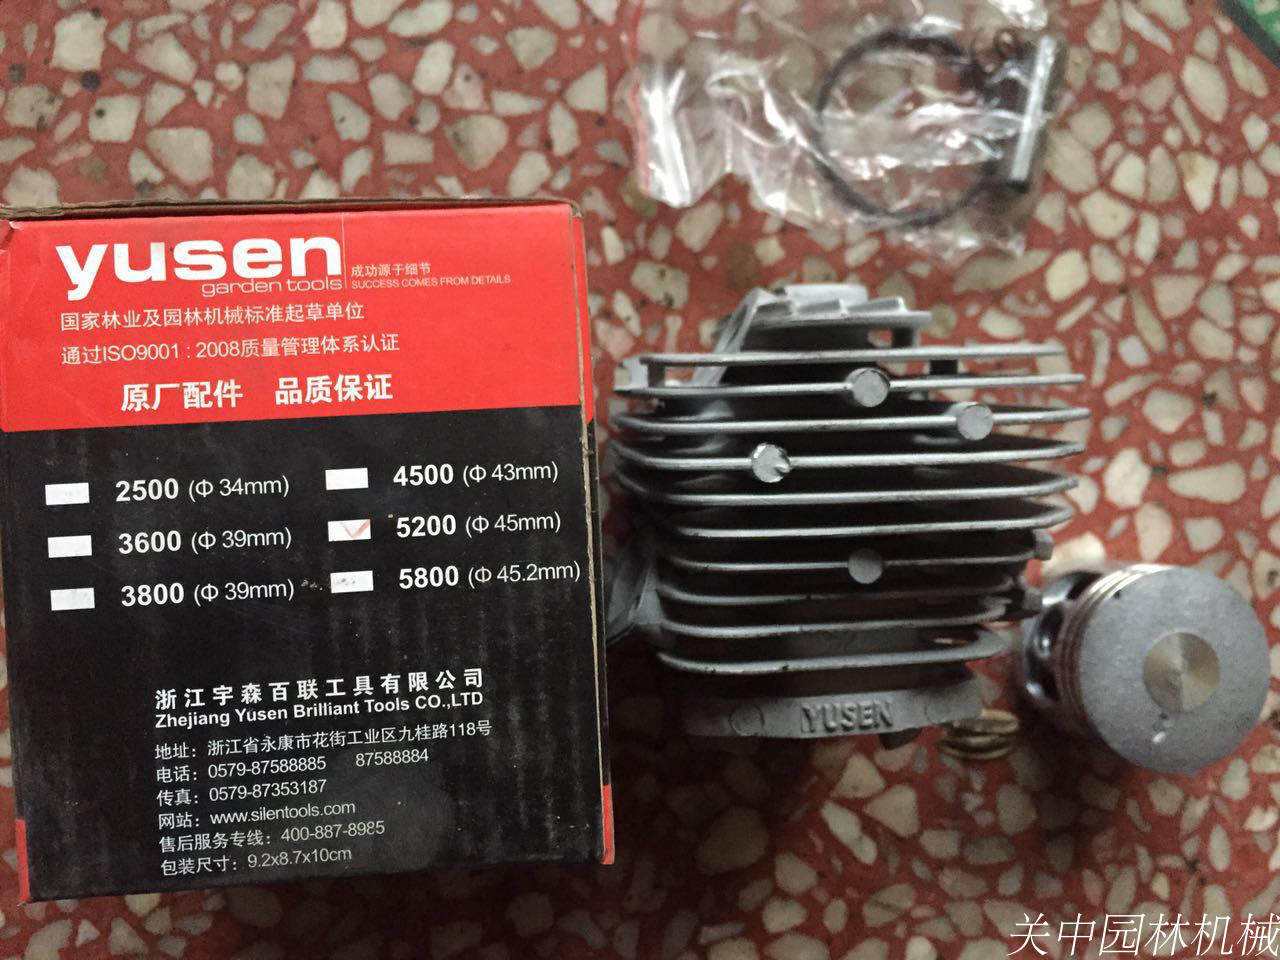 yusen
garden tools
成功源于细节
SUCCESS COMES FROM DETAILS
国家林业及园林机械标准起草单位
通过ISO9001 : 2008质量管理体系认证
原厂配件 品质保证
2500 (Φ 34mm) 4500 (Φ 43mm)
3600 (Φ 39mm) 5200 (Φ 45mm)
3800 (Φ 39mm) 5800 (Φ 45.2mm)
浙江宇森百联工具有限公司
Zhejiang Yusen Brilliant Tools CO.,LTD
地址：浙江省永康市花街工业区九桂路118号
电话：0579-87588885 87588884
传真：0579-87353187
网站：www.silentools.com
售后服务专线：400-887-8985
包装尺寸：9.2x8.7x10cm
YUSEN
关中园林机械